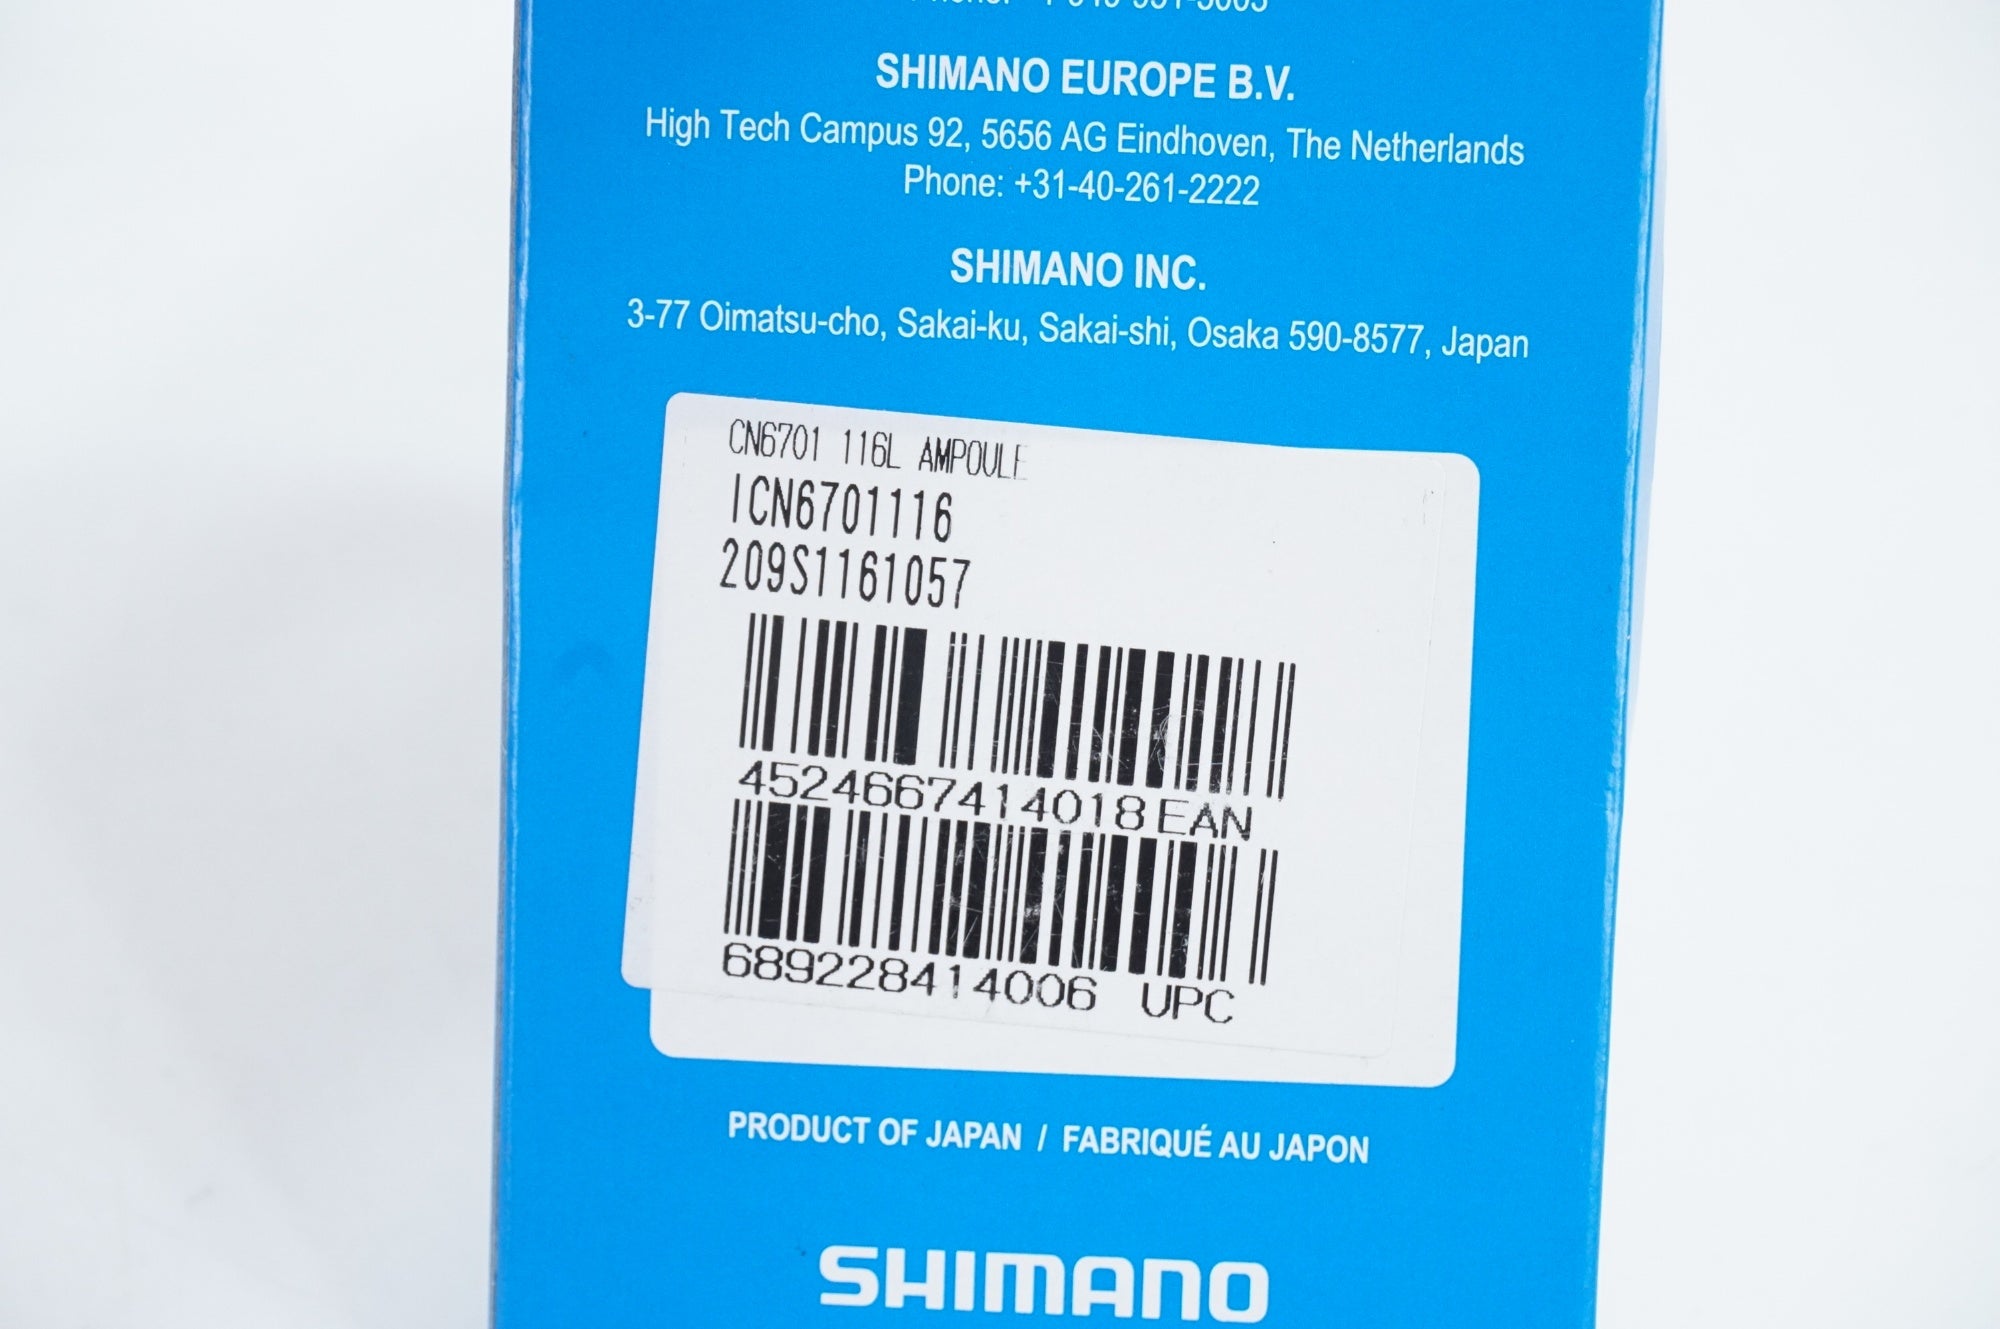 SHIMANO EUROPE B.V.
High Tech Campus 92, 5656 AG Eindhoven, The Netherlands
Phone: +31-40-261-2222
SHIMANO INC.
3-77 Oimatsu-cho, Sakai-ku, Sakai-shi, Osaka 590-8577, Japan
CN6701 116L AMPOULE
ICN6701116
209S1161057
4524667414018 EAN
689228414006 UPC
PRODUCT OF JAPAN / FABRIQUÉ AU JAPON
SHIMANO